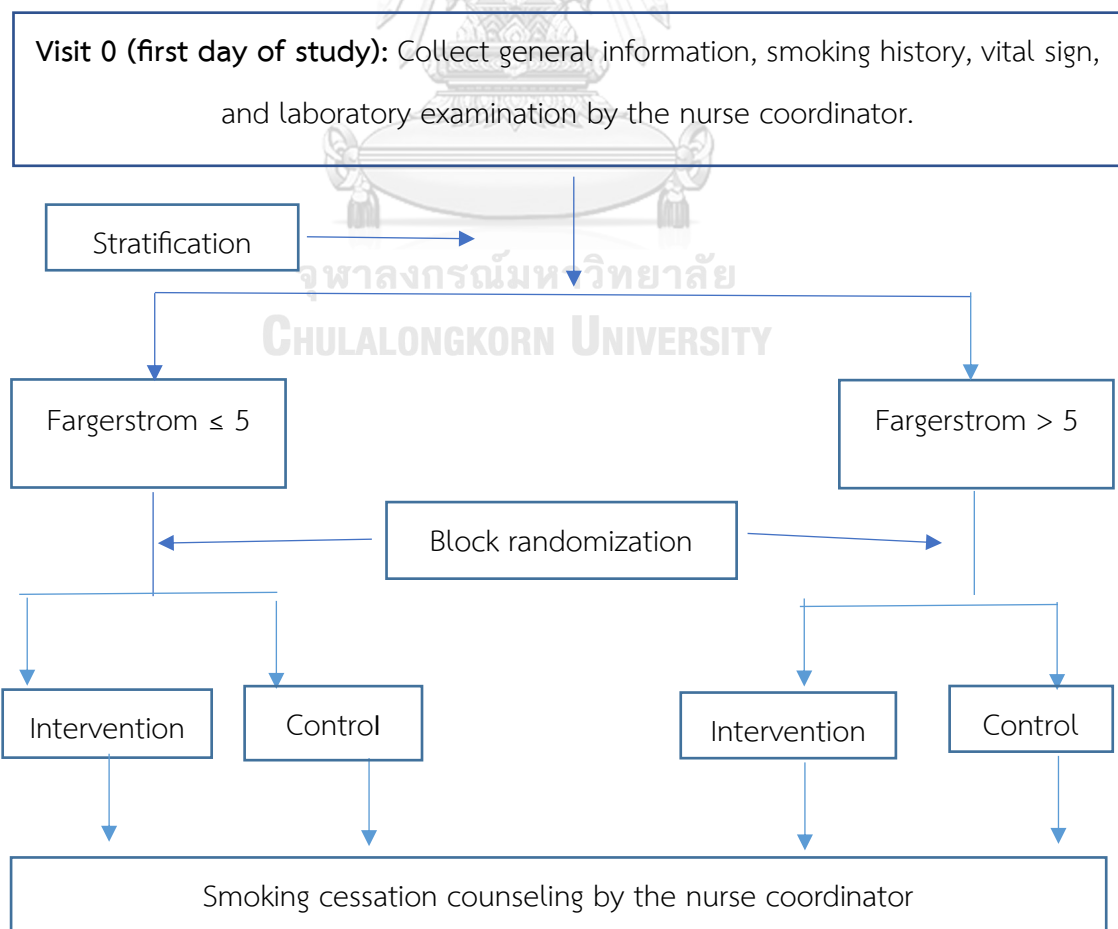 Visit 0 (first day of study): Collect general information, smoking history, vital sign,
and laboratory examination by the nurse coordinator.
Stratification
จุฬาลงกรณ์มหาวิทยาลัย
CHULALONGKORN UNIVERSITY
Fargerstrom ≤ 5
Fargerstrom > 5
Block randomization
Intervention
Control
Intervention
Control
Smoking cessation counseling by the nurse coordinator